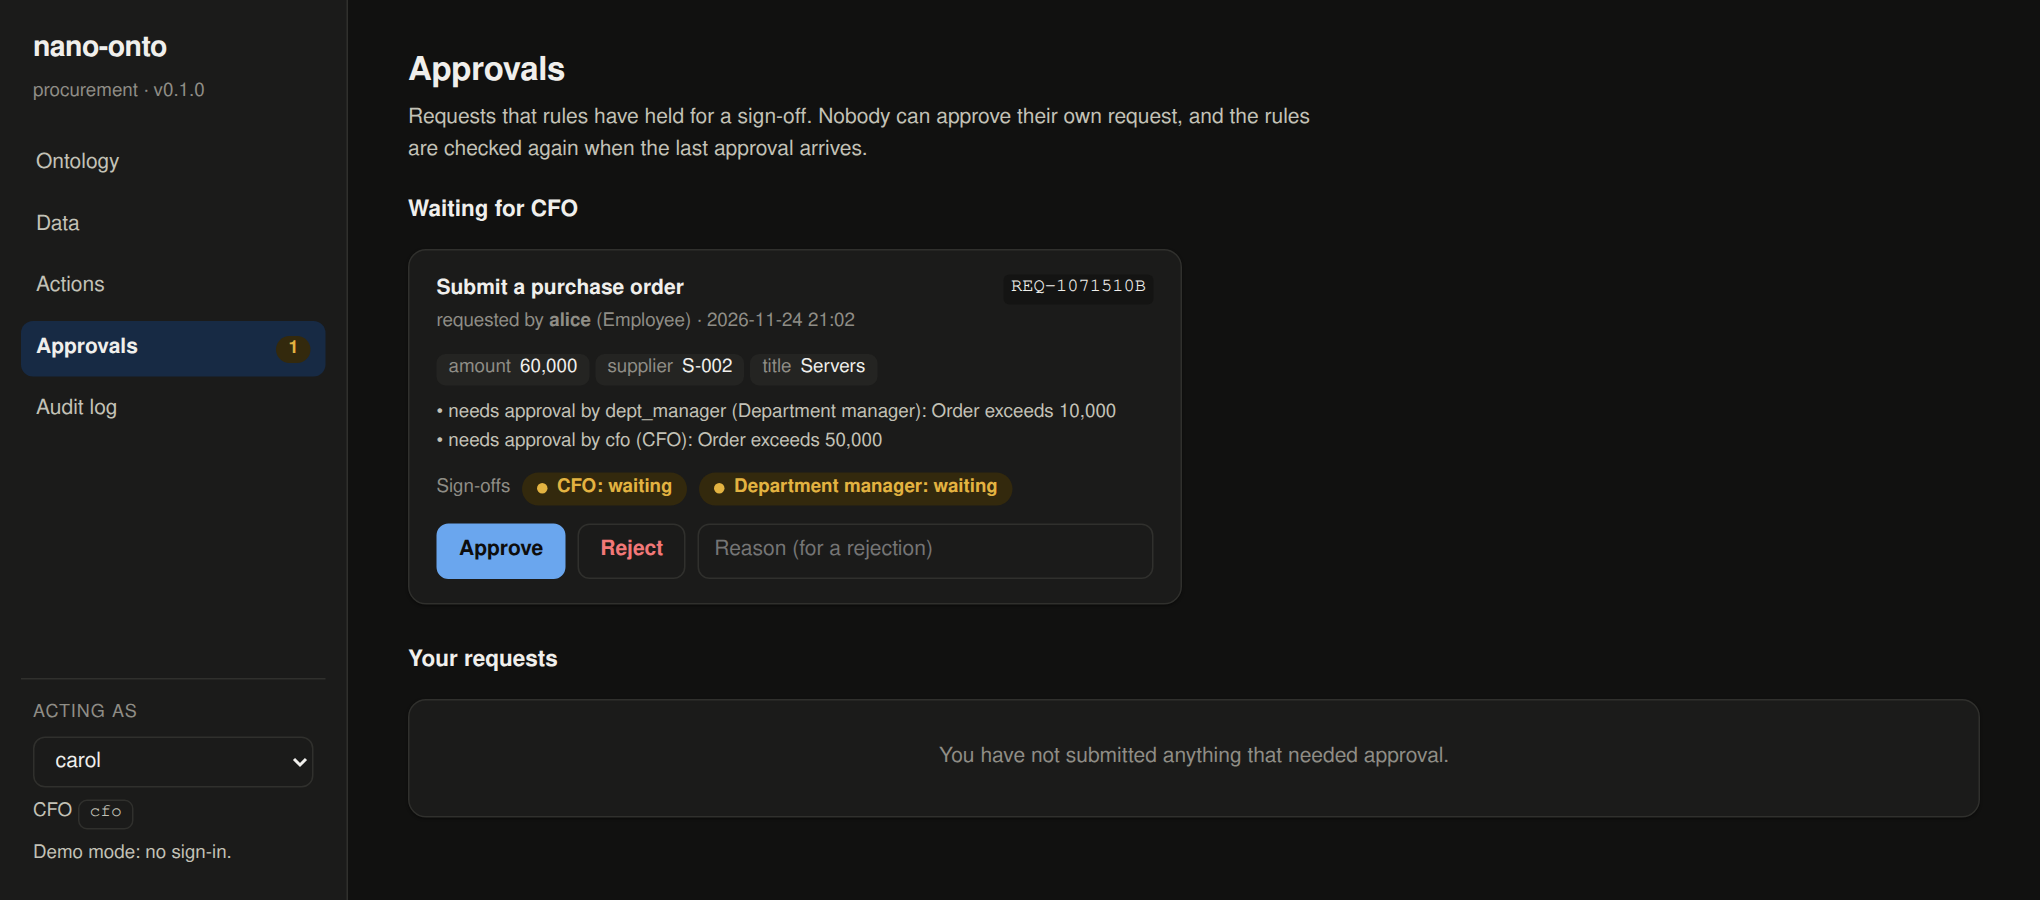 nano-onto
procurement · v0.1.0
Ontology
Data
Actions
Approvals 1
Audit log
ACTING AS
carol
CFO cfo
Demo mode: no sign-in.
Approvals
Requests that rules have held for a sign-off. Nobody can approve their own request, and the rules
are checked again when the last approval arrives.
Waiting for CFO
Submit a purchase order REQ-1071510B
requested by alice (Employee) · 2026-11-24 21:02
amount 60,000 supplier S-002 title Servers
• needs approval by dept_manager (Department manager): Order exceeds 10,000
• needs approval by cfo (CFO): Order exceeds 50,000
Sign-offs CFO: waiting Department manager: waiting
Approve Reject Reason (for a rejection)
Your requests
You have not submitted anything that needed approval.